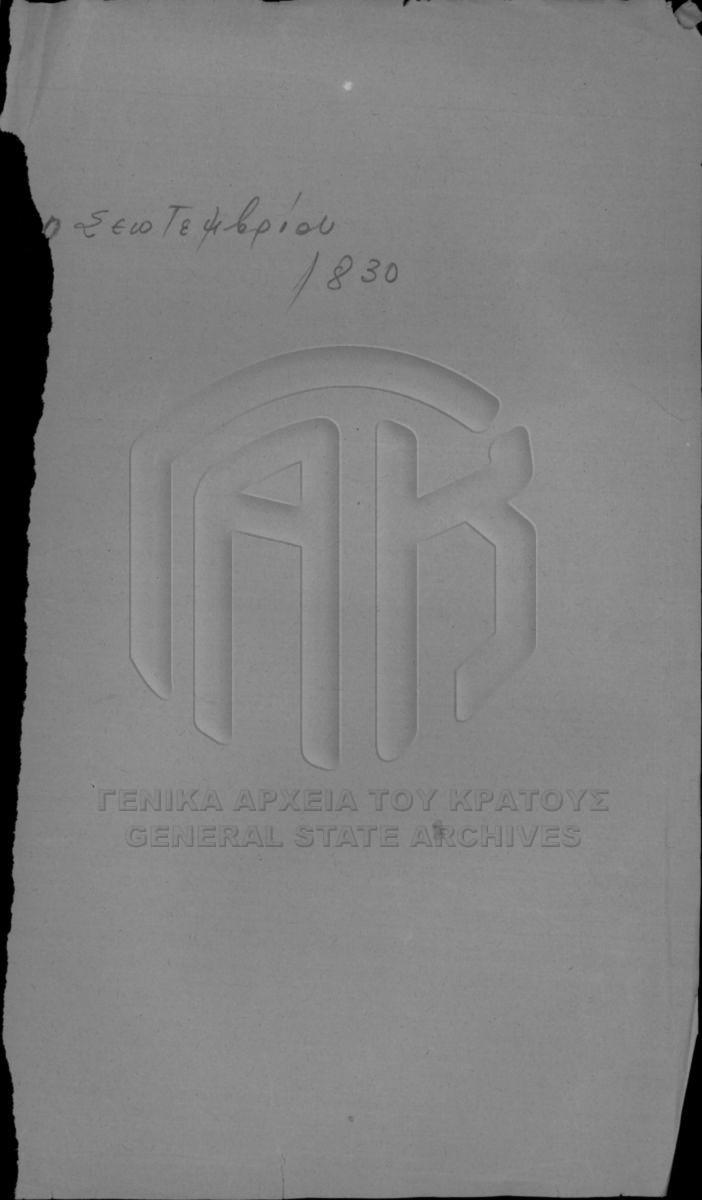 Σεπτεμβρίου
1830
ΓΑΚ
ΓΕΝΙΚΑ ΑΡΧΕΙΑ ΤΟΥ ΚΡΑΤΟΥΣ
GENERAL STATE ARCHIVES